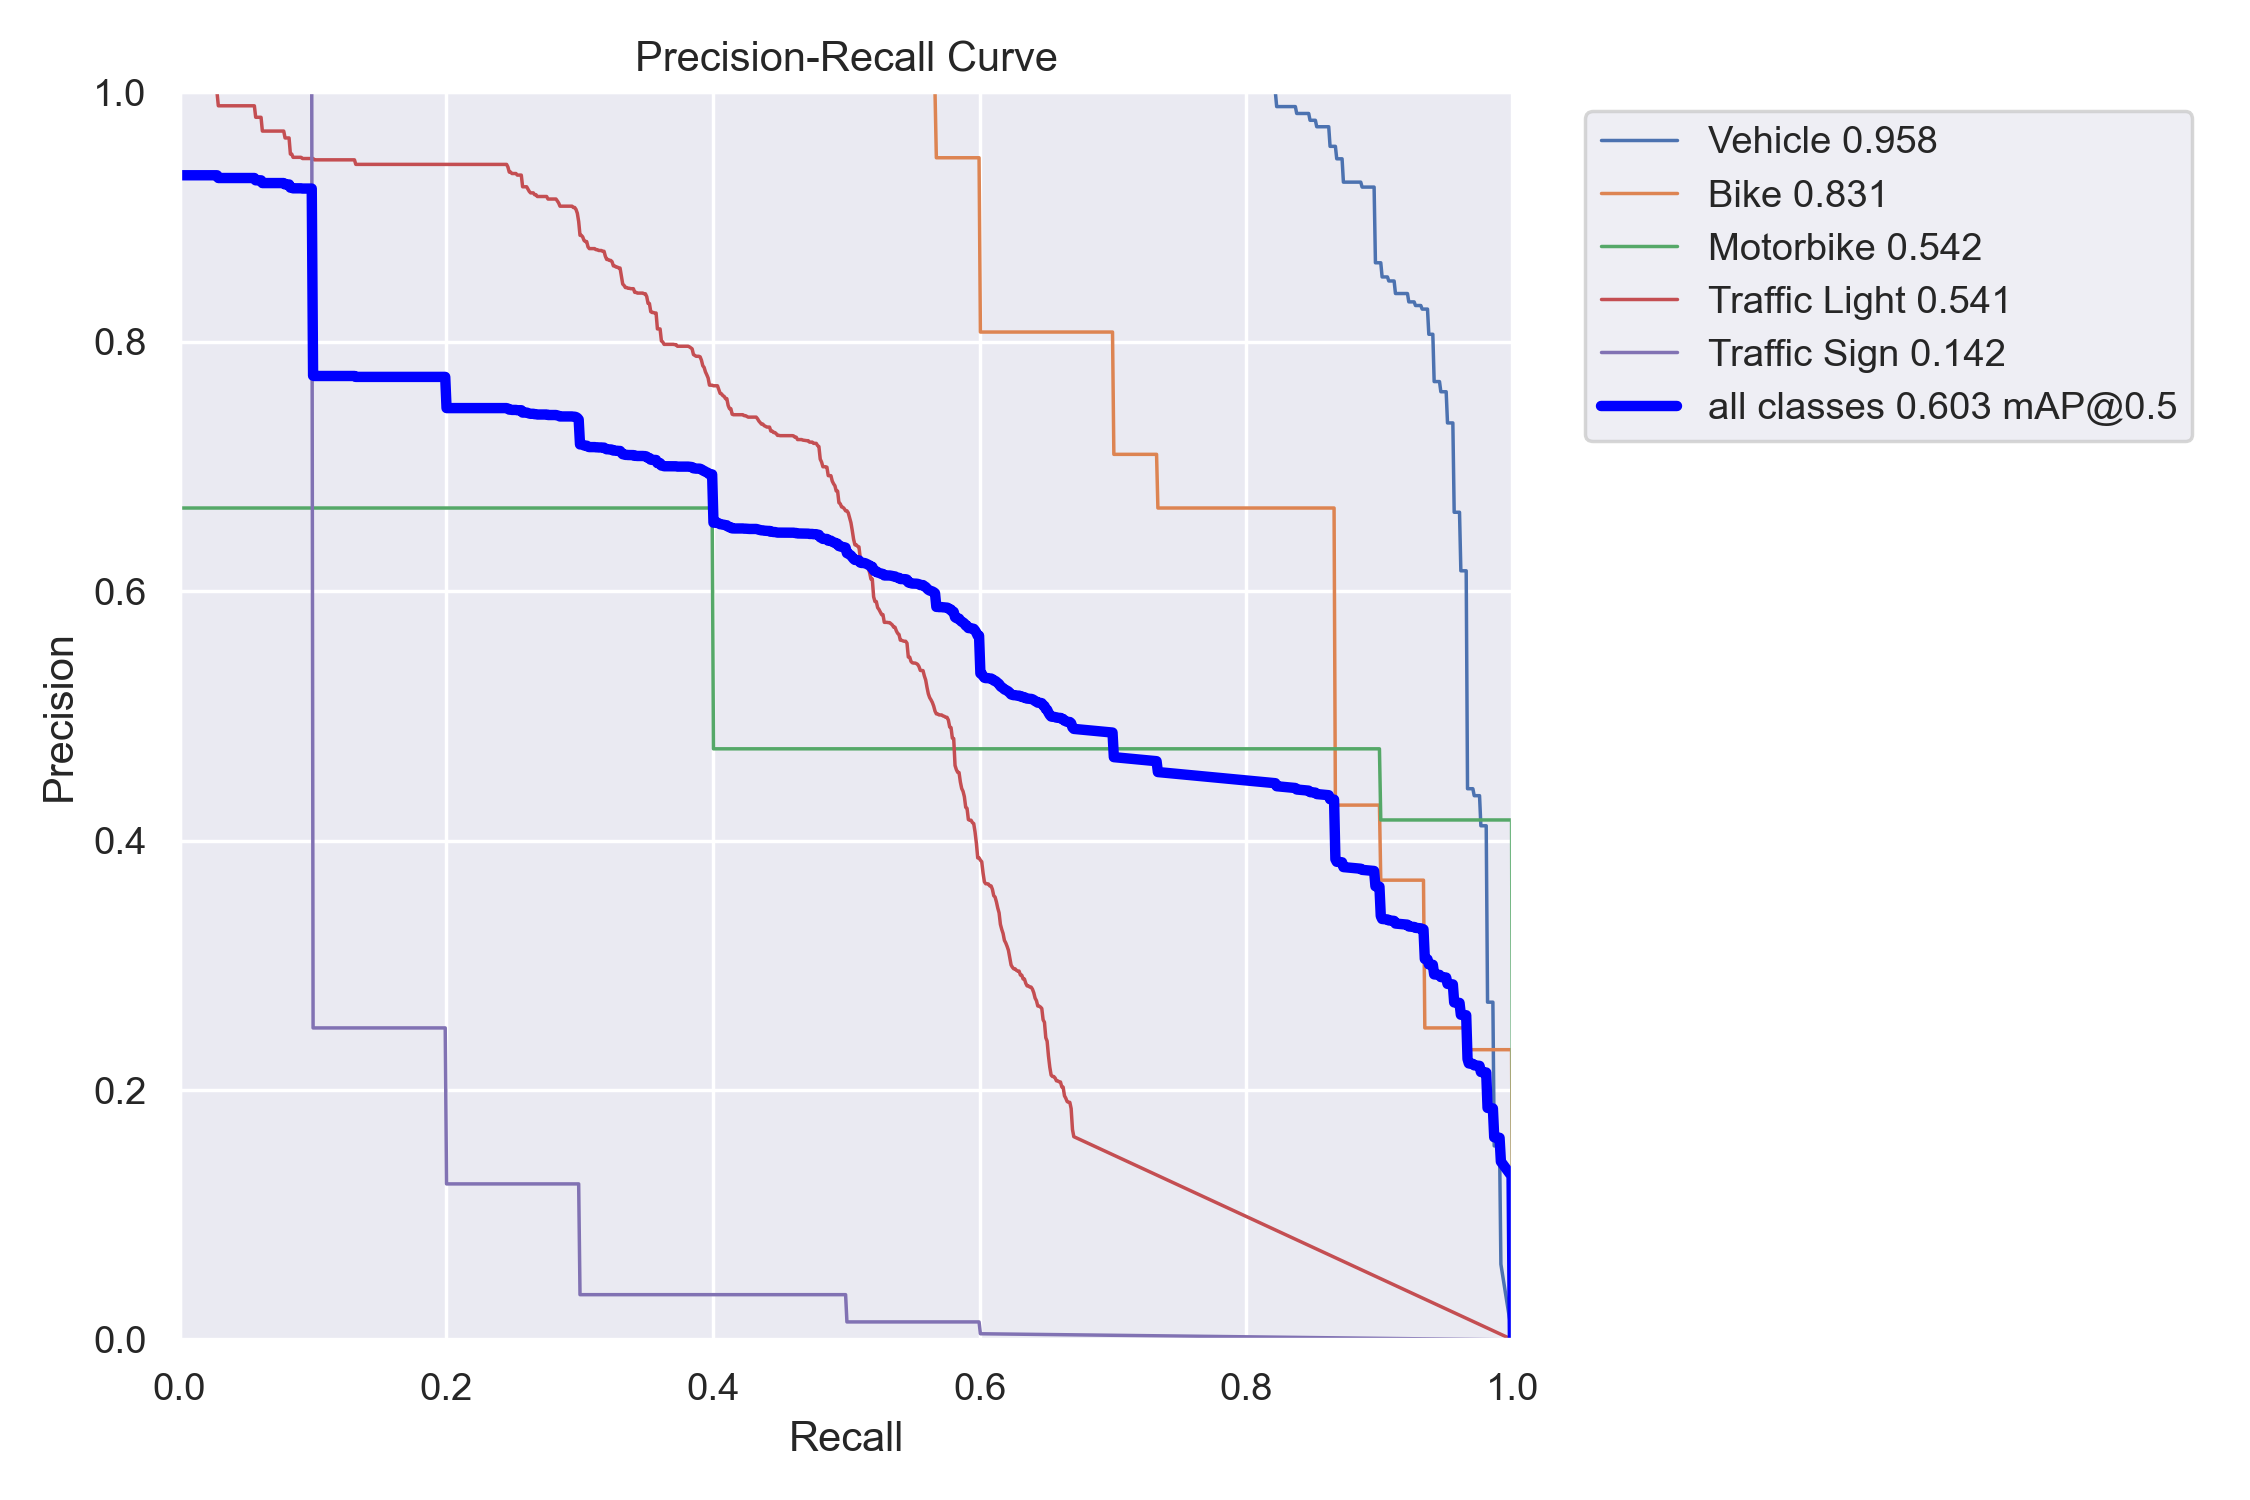 Precision-Recall Curve
1.0
0.8
0.6
0.4
0.2
0.0
Precision
0.0 0.2 0.4 0.6 0.8 1.0
Recall
Vehicle 0.958
Bike 0.831
Motorbike 0.542
Traffic Light 0.541
Traffic Sign 0.142
all classes 0.603 mAP@0.5